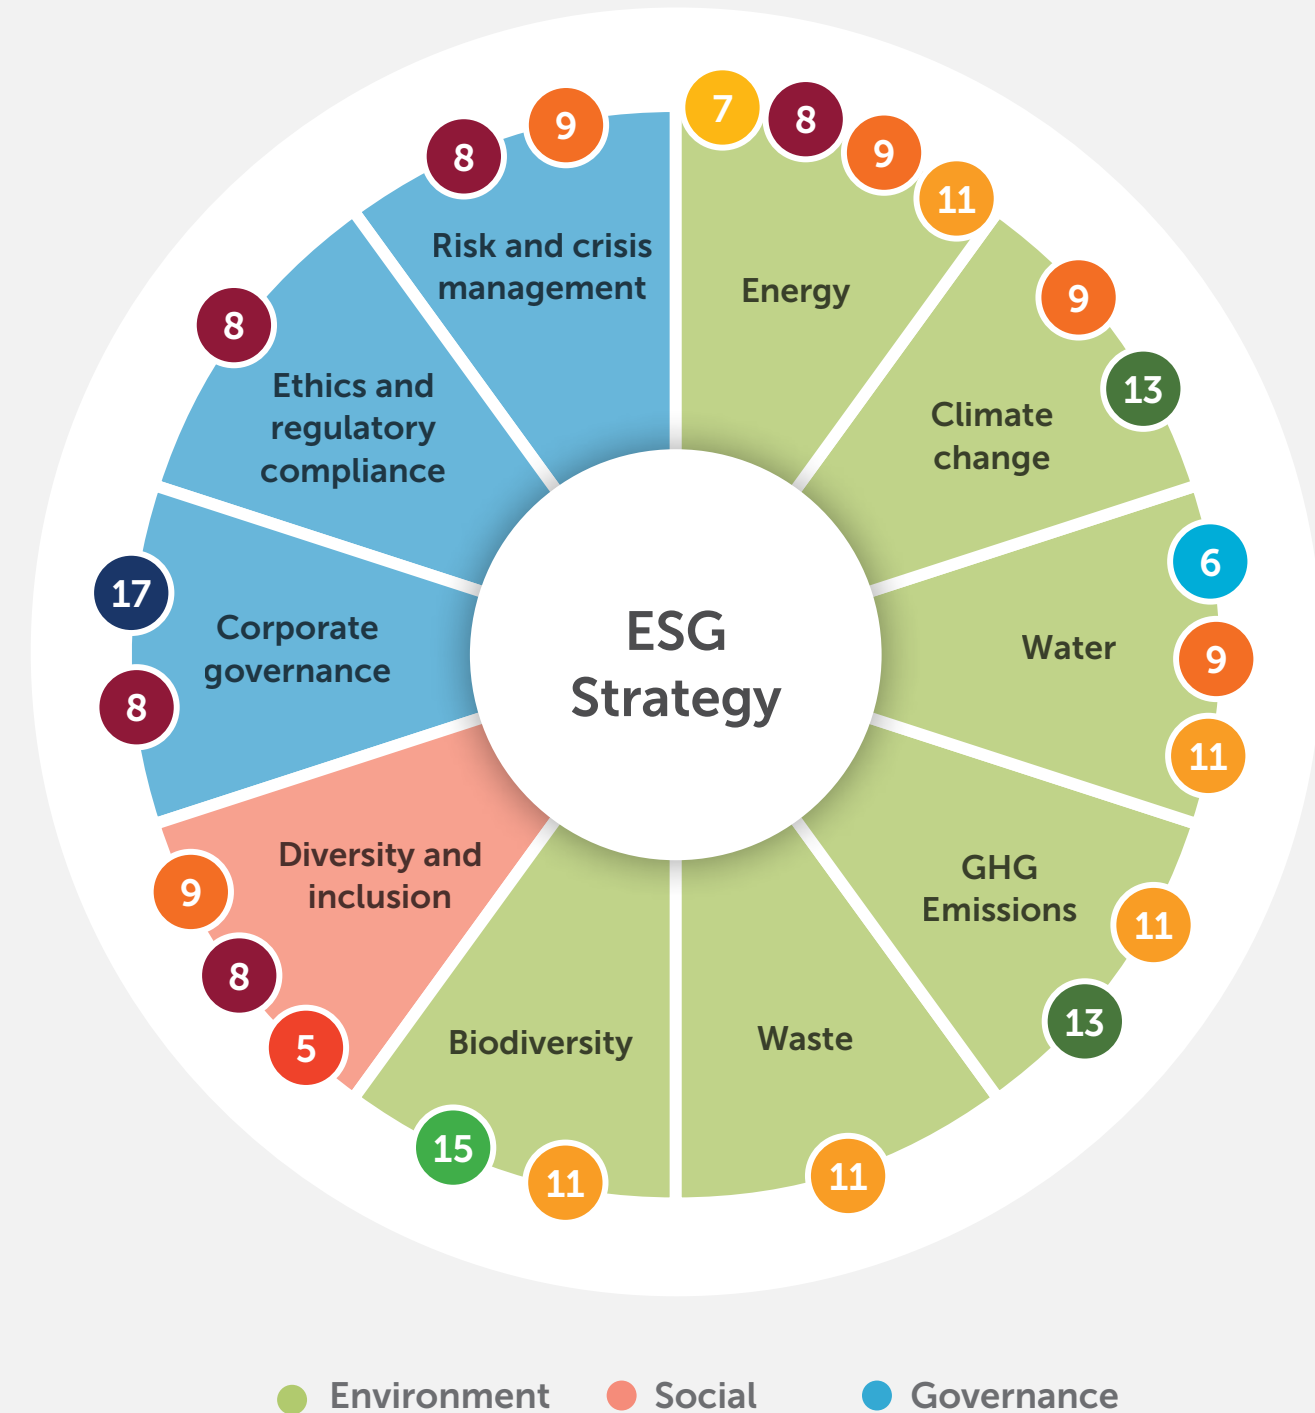 ESG
Strategy
7
8
9
11
Energy
9
13
Climate
change
6
9
11
Water
GHG
Emissions
11
13
Waste
11
Biodiversity
11
15
Diversity and
inclusion
5
8
9
Corporate
governance
8
17
Ethics and
regulatory
compliance
8
Risk and crisis
management
8
9
Environment
Social
Governance